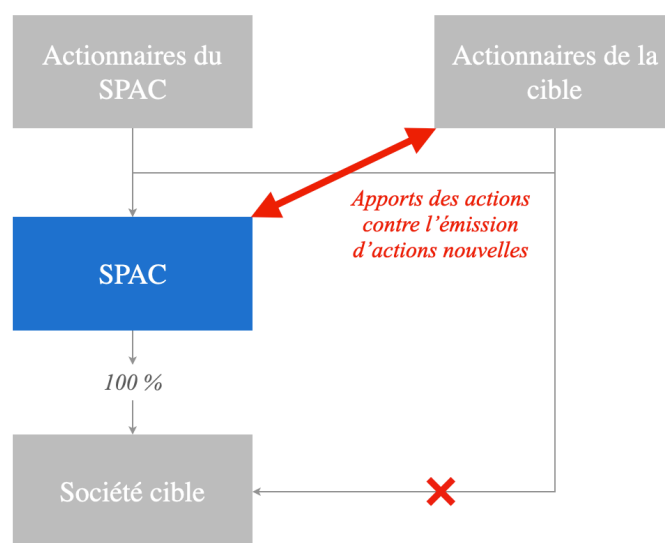 Actionnaires du
SPAC
Actionnaires de la
cible
Apports des actions
contre l’émission
d’actions nouvelles
SPAC
100 %
Société cible